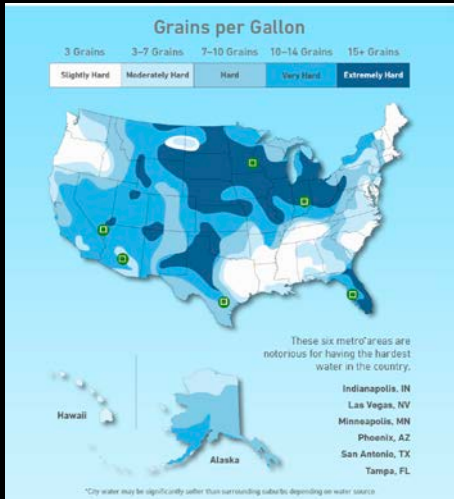 Grains per Gallon
3 Grains 3–7 Grains 7–10 Grains 10–14 Grains 15+ Grains
Slightly Hard Moderately Hard Hard Very Hard Extremely Hard
These six metro*areas are
notorious for having the hardest
water in the country.
Indianapolis, IN
Las Vegas, NV
Minneapolis, MN
Phoenix, AZ
San Antonio, TX
Tampa, FL
Hawaii
Alaska
*City water may be significantly softer than surrounding suburbs depending on water source